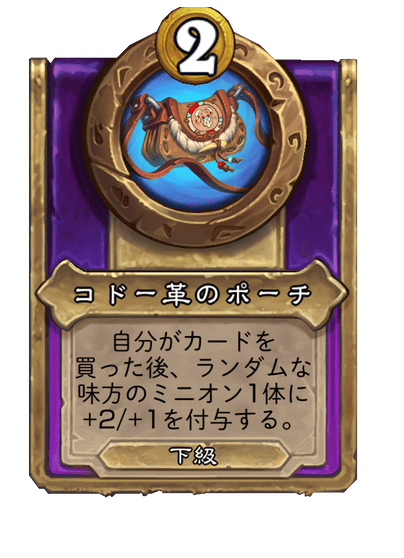 2
コドー革のポーチ
自分がカードを
買った後、ランダムな
味方のミニオン1体に
+2/+1を付与する。
下級